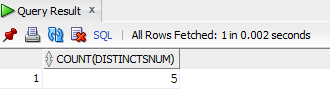 Query Result x
SQL | All Rows Fetched: 1 in 0.002 seconds
COUNT(DISTINCTSNUM)
1 5